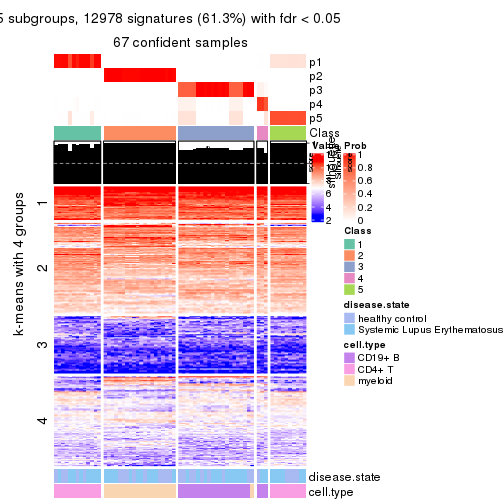 5 subgroups, 12978 signatures (61.3%) with fdr < 0.05
67 confident samples
p1
p2
p3
p4
p5
Class
silhouette
score
k-means with 4 groups
1
2
3
4
Value
6
4
2
Prob
1
0.8
0.6
0.4
0.2
0
Class
1
2
3
4
5
disease.state
healthy control
Systemic Lupus Erythematosus
cell.type
CD19+ B
CD4+ T
myeloid
disease.state
cell.type